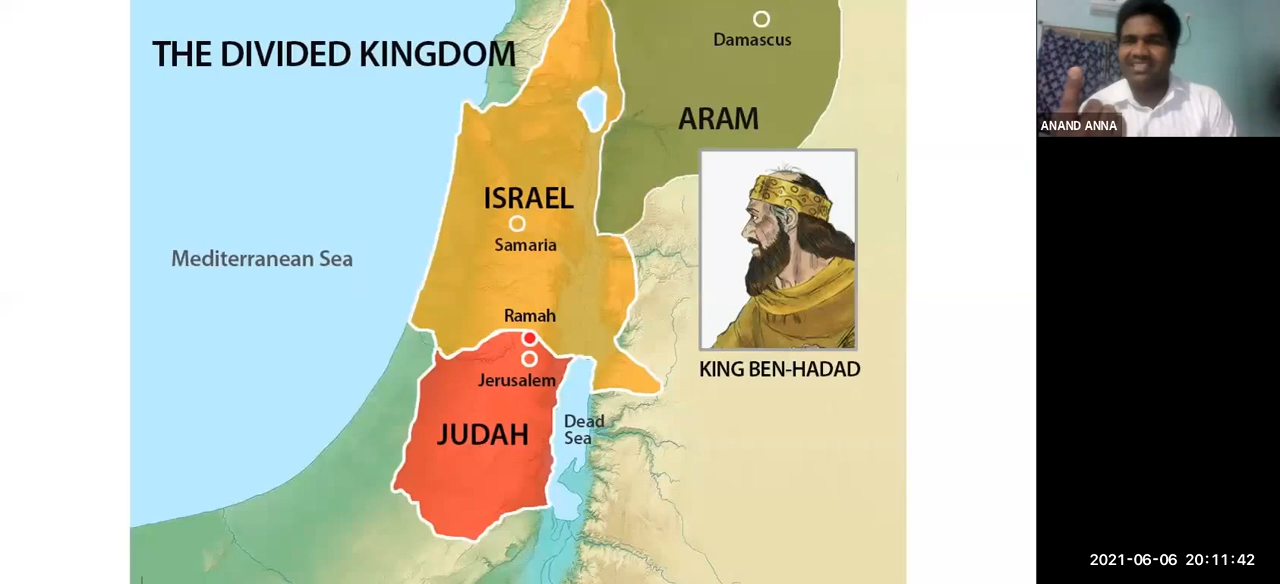 THE DIVIDED KINGDOM
Damascus
ARAM
ANAND ANNA
ISRAEL
Samaria
Mediterranean Sea
Ramah
Jerusalem
KING BEN-HADAD
JUDAH
Dead
Sea
2021-06-06 20:11:42